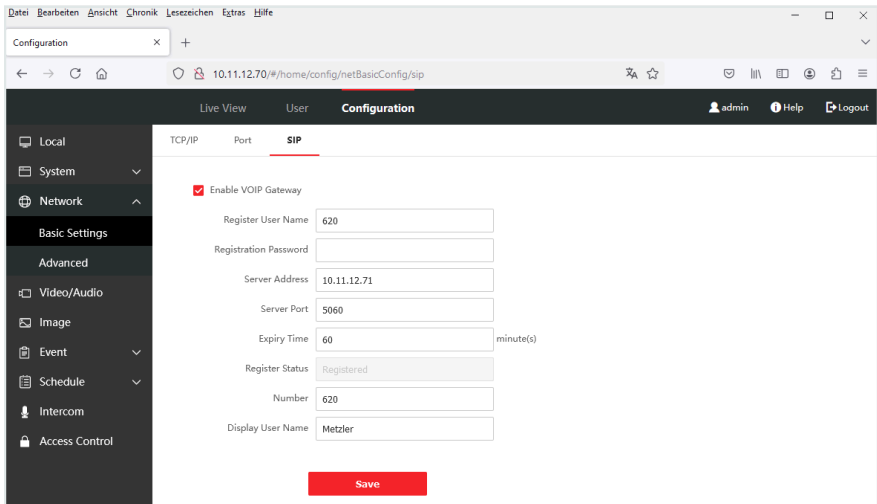 Datei Bearbeiten Ansicht Chronik Lesezeichen Extras Hilfe
Configuration
10.11.12.70/#/home/config/netBasicConfig/sip
Live View User Configuration admin Help Logout
Local
System
Network
Basic Settings
Advanced
Video/Audio
Image
Event
Schedule
Intercom
Access Control
TCP/IP Port SIP
Enable VOIP Gateway
Register User Name 620
Registration Password
Server Address 10.11.12.71
Server Port 5060
Expiry Time 60 minute(s)
Register Status Registered
Number 620
Display User Name Metzler
Save